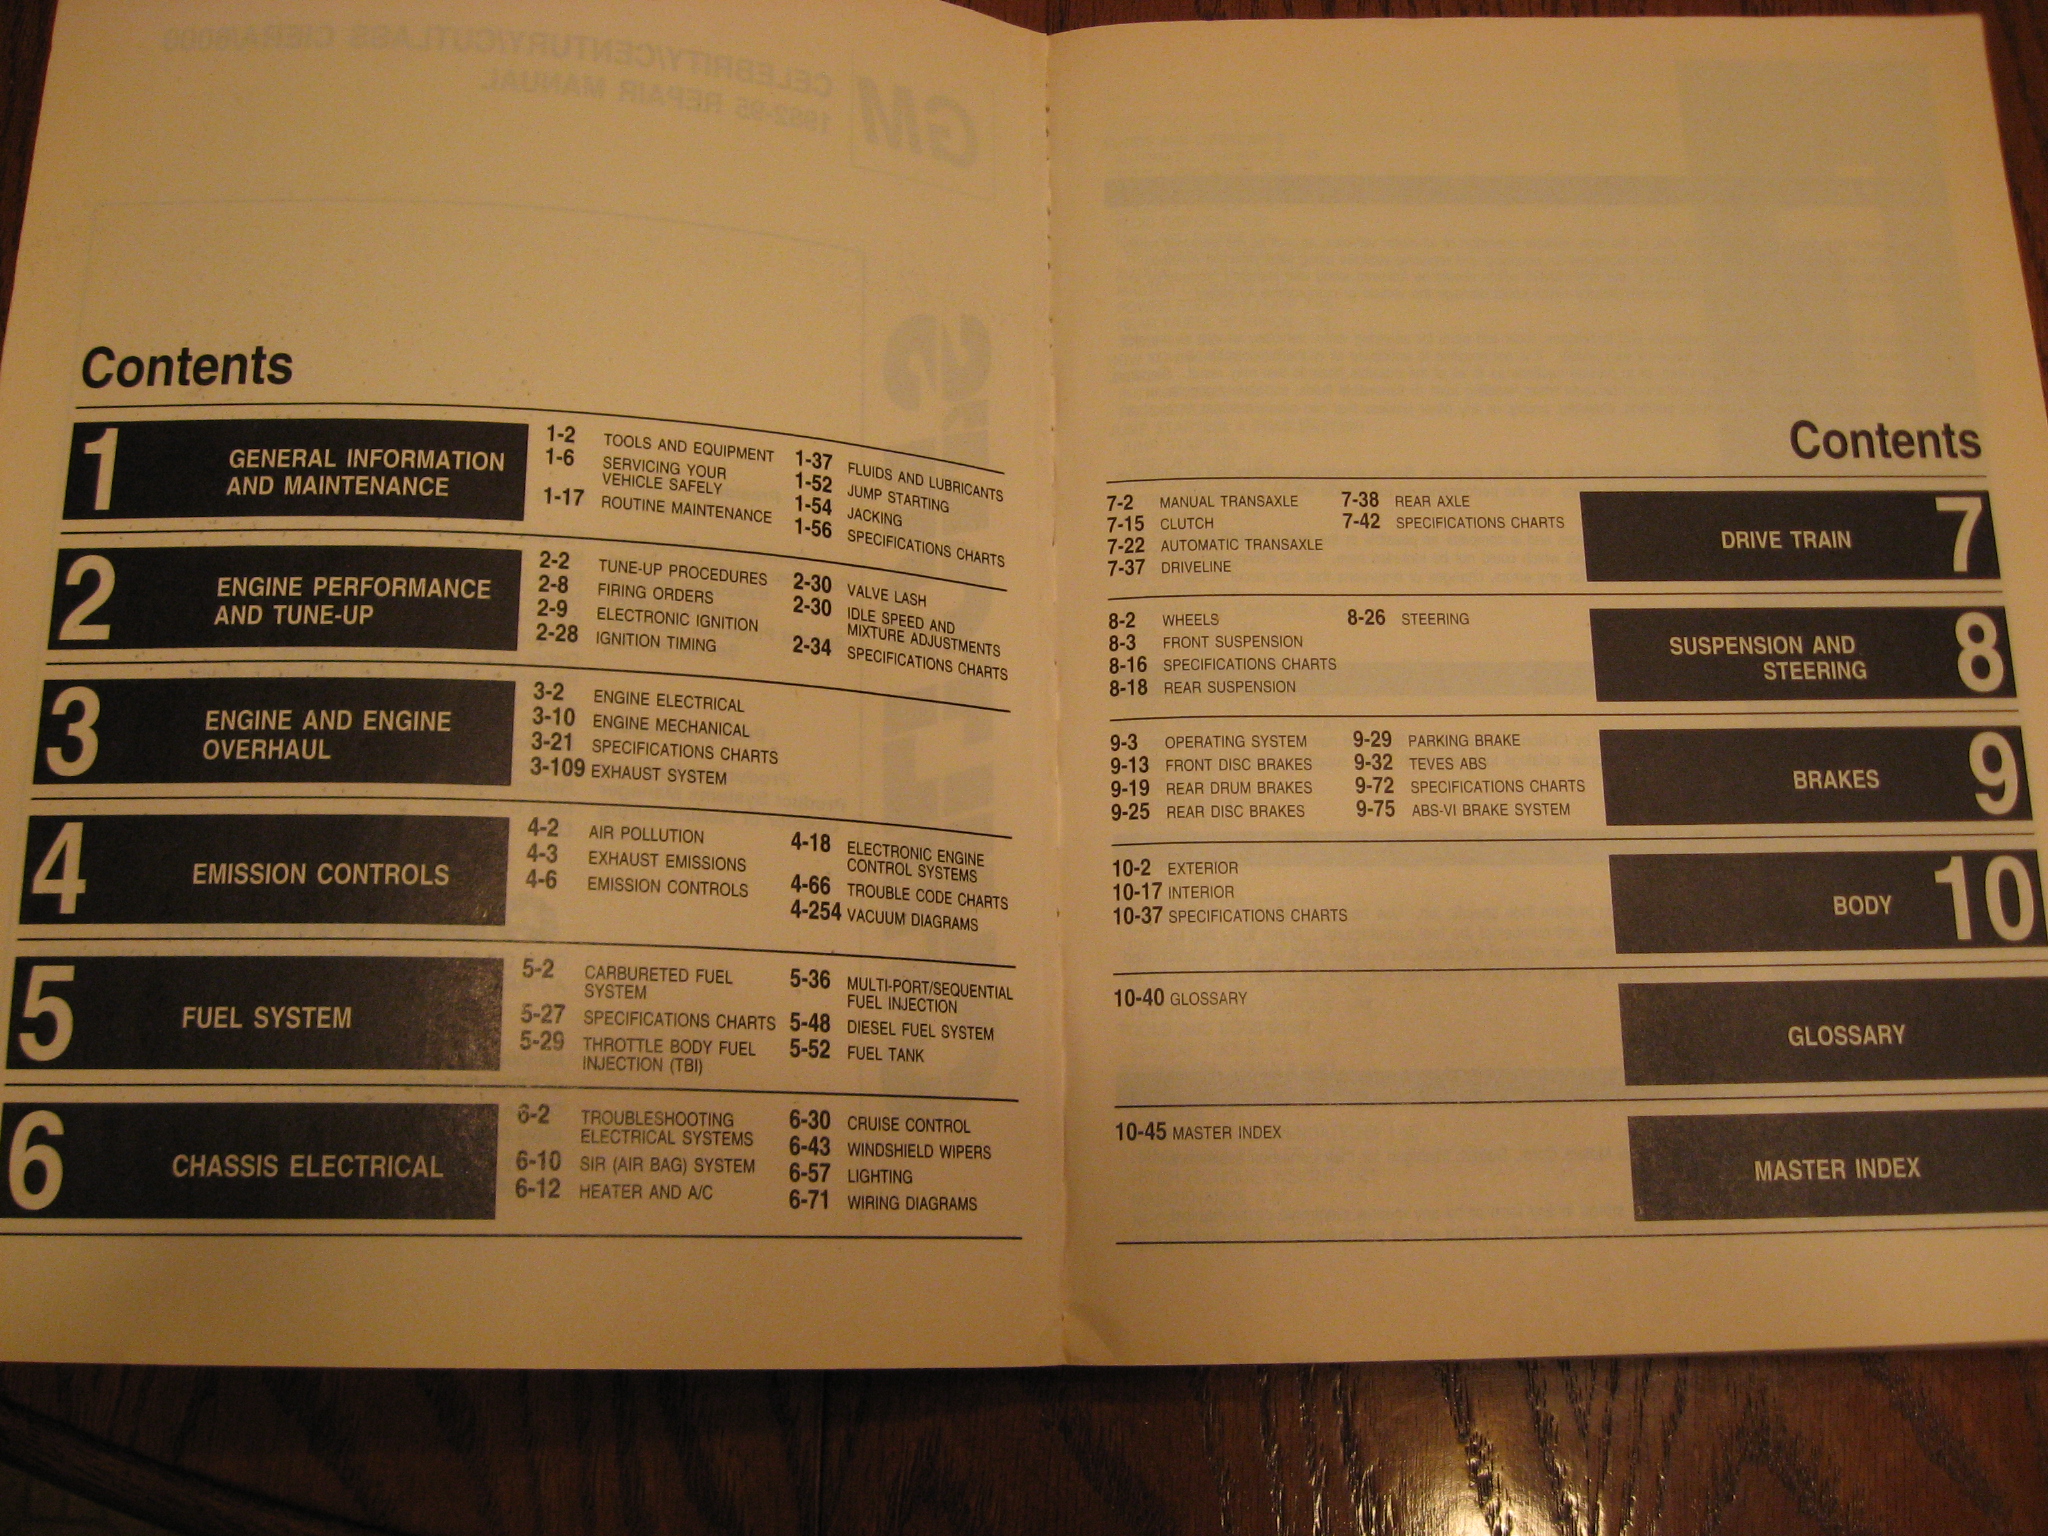 Contents
1 GENERAL INFORMATION
AND MAINTENANCE
1-2 TOOLS AND EQUIPMENT
1-6 SERVICING YOUR
VEHICLE SAFELY
1-17 ROUTINE MAINTENANCE
1-37 FLUIDS AND LUBRICANTS
1-52 JUMP STARTING
1-54 JACKING
1-56 SPECIFICATIONS CHARTS
2 ENGINE PERFORMANCE
AND TUNE-UP
2-2 TUNE-UP PROCEDURES
2-8 FIRING ORDERS
2-9 ELECTRONIC IGNITION
2-28 IGNITION TIMING
2-30 VALVE LASH
2-30 IDLE SPEED AND
MIXTURE ADJUSTMENTS
2-34 SPECIFICATIONS CHARTS
3 ENGINE AND ENGINE
OVERHAUL
3-2 ENGINE ELECTRICAL
3-10 ENGINE MECHANICAL
3-21 SPECIFICATIONS CHARTS
3-109 EXHAUST SYSTEM
4 EMISSION CONTROLS
4-2 AIR POLLUTION
4-3 EXHAUST EMISSIONS
4-6 EMISSION CONTROLS
4-18 ELECTRONIC ENGINE
CONTROL SYSTEMS
4-66 TROUBLE CODE CHARTS
4-254 VACUUM DIAGRAMS
5 FUEL SYSTEM
5-2 CARBURETED FUEL
SYSTEM
5-27 SPECIFICATIONS CHARTS
5-29 THROTTLE BODY FUEL
INJECTION (TBI)
5-36 MULTI-PORT/SEQUENTIAL
FUEL INJECTION
5-48 DIESEL FUEL SYSTEM
5-52 FUEL TANK
6 CHASSIS ELECTRICAL
6-2 TROUBLESHOOTING
ELECTRICAL SYSTEMS
6-10 SIR (AIR BAG) SYSTEM
6-12 HEATER AND A/C
6-30 CRUISE CONTROL
6-43 WINDSHIELD WIPERS
6-57 LIGHTING
6-71 WIRING DIAGRAMS
Contents
7-2 MANUAL TRANSAXLE
7-15 CLUTCH
7-22 AUTOMATIC TRANSAXLE
7-37 DRIVELINE
7-38 REAR AXLE
7-42 SPECIFICATIONS CHARTS
DRIVE TRAIN 7
8-2 WHEELS
8-3 FRONT SUSPENSION
8-16 SPECIFICATIONS CHARTS
8-18 REAR SUSPENSION
8-26 STEERING
SUSPENSION AND
STEERING 8
9-3 OPERATING SYSTEM
9-13 FRONT DISC BRAKES
9-19 REAR DRUM BRAKES
9-25 REAR DISC BRAKES
9-29 PARKING BRAKE
9-32 TEVES ABS
9-72 SPECIFICATIONS CHARTS
9-75 ABS-VI BRAKE SYSTEM
BRAKES 9
10-2 EXTERIOR
10-17 INTERIOR
10-37 SPECIFICATIONS CHARTS
BODY 10
10-40 GLOSSARY
GLOSSARY
10-45 MASTER INDEX
MASTER INDEX